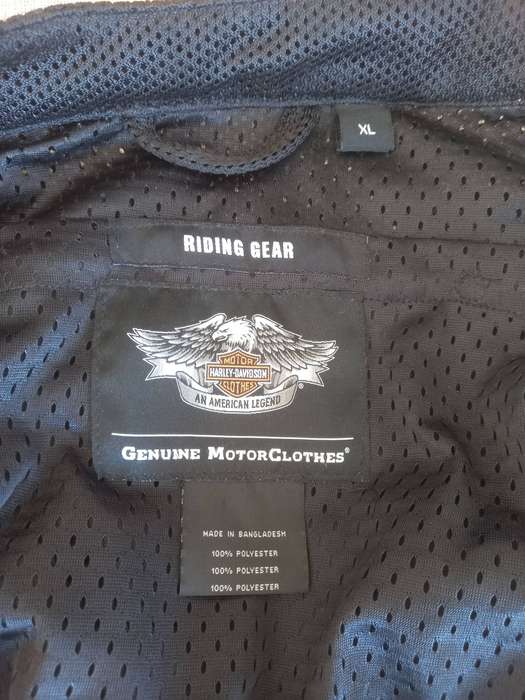 XL
RIDING GEAR
MOTOR
HARLEY-DAVIDSON
CLOTHES
AN AMERICAN LEGEND
®
GENUINE MOTORCLOTHES®
MADE IN BANGLADESH
100% POLYESTER
100% POLYESTER
100% POLYESTER